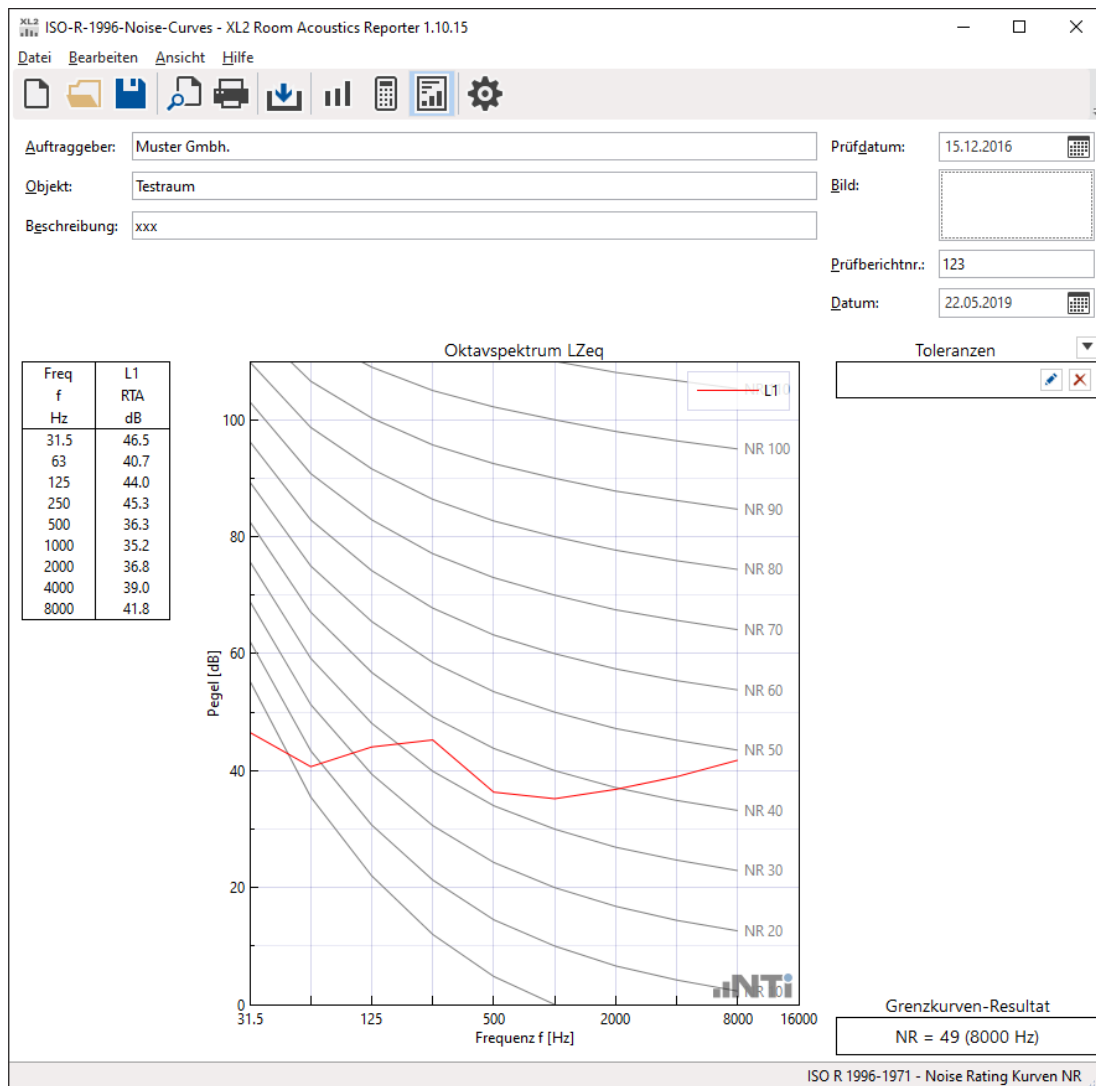 ISO-R-1996-Noise-Curves - XL2 Room Acoustics Reporter 1.10.15
Datei Bearbeiten Ansicht Hilfe
Auftraggeber: Muster Gmbh. Prüfdatum: 15.12.2016
Objekt: Testraum Bild:
Beschreibung: xxx
Prüfberichtnr.: 123
Datum: 22.05.2019
Oktavspektrum LZeq
Toleranzen
Freq L1
f RTA
Hz dB
31.5 46.5
63 40.7
125 44.0
250 45.3
500 36.3
1000 35.2
2000 36.8
4000 39.0
8000 41.8
L1
Pegel [dB]
100
80
60
40
20
0
NR 100
NR 90
NR 80
NR 70
NR 60
NR 50
NR 40
NR 30
NR 20
NTi
31.5 125 500 2000 8000 16000
Frequenz f [Hz]
Grenzkurven-Resultat
NR = 49 (8000 Hz)
ISO R 1996-1971 - Noise Rating Kurven NR